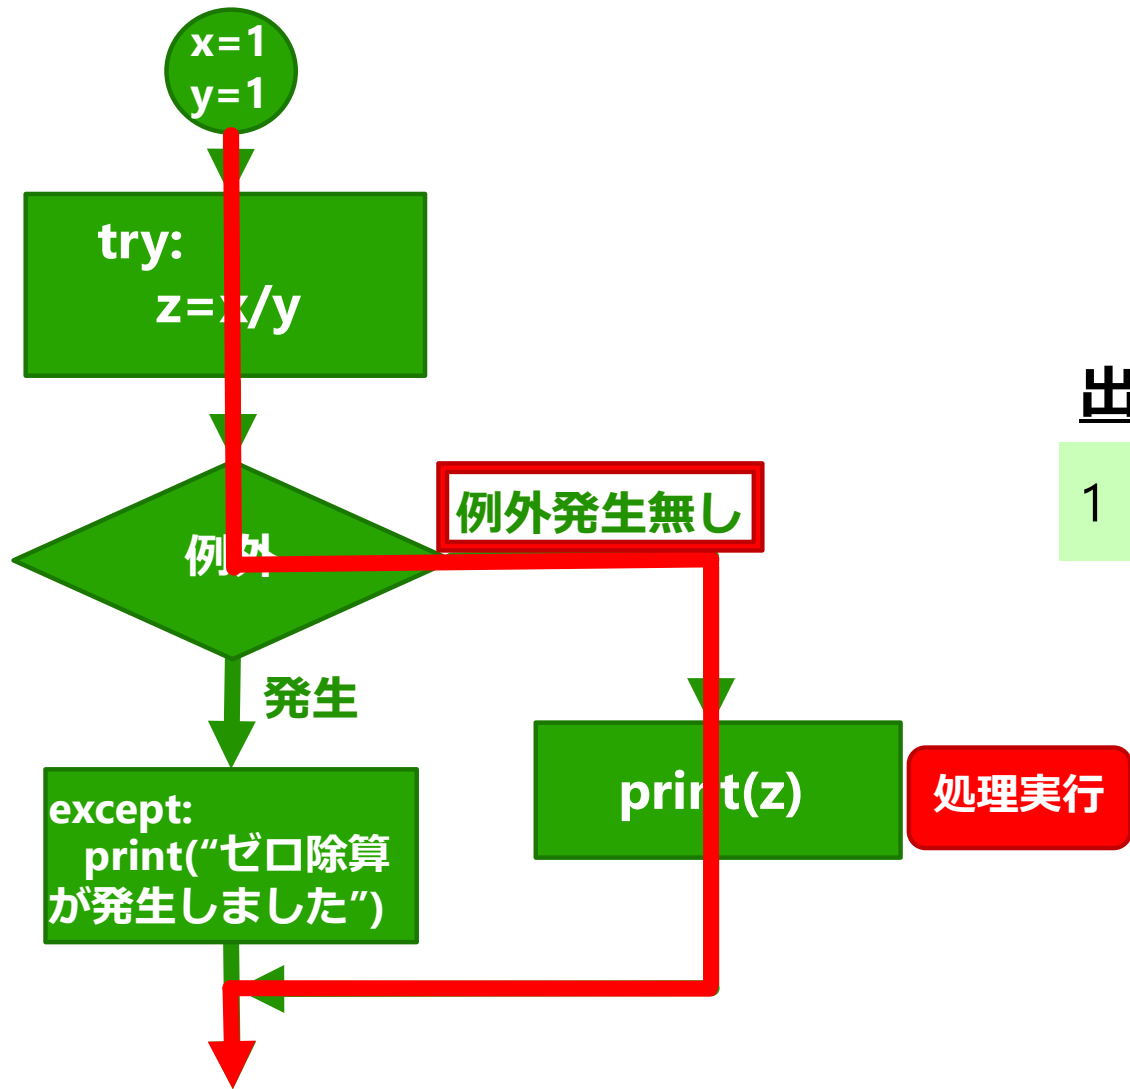 x=1
y=1
try:
z=x/y
例外
例外発生無し
発生
except:
print(“ゼロ除算
が発生しました”)
print(z)
処理実行
出
1